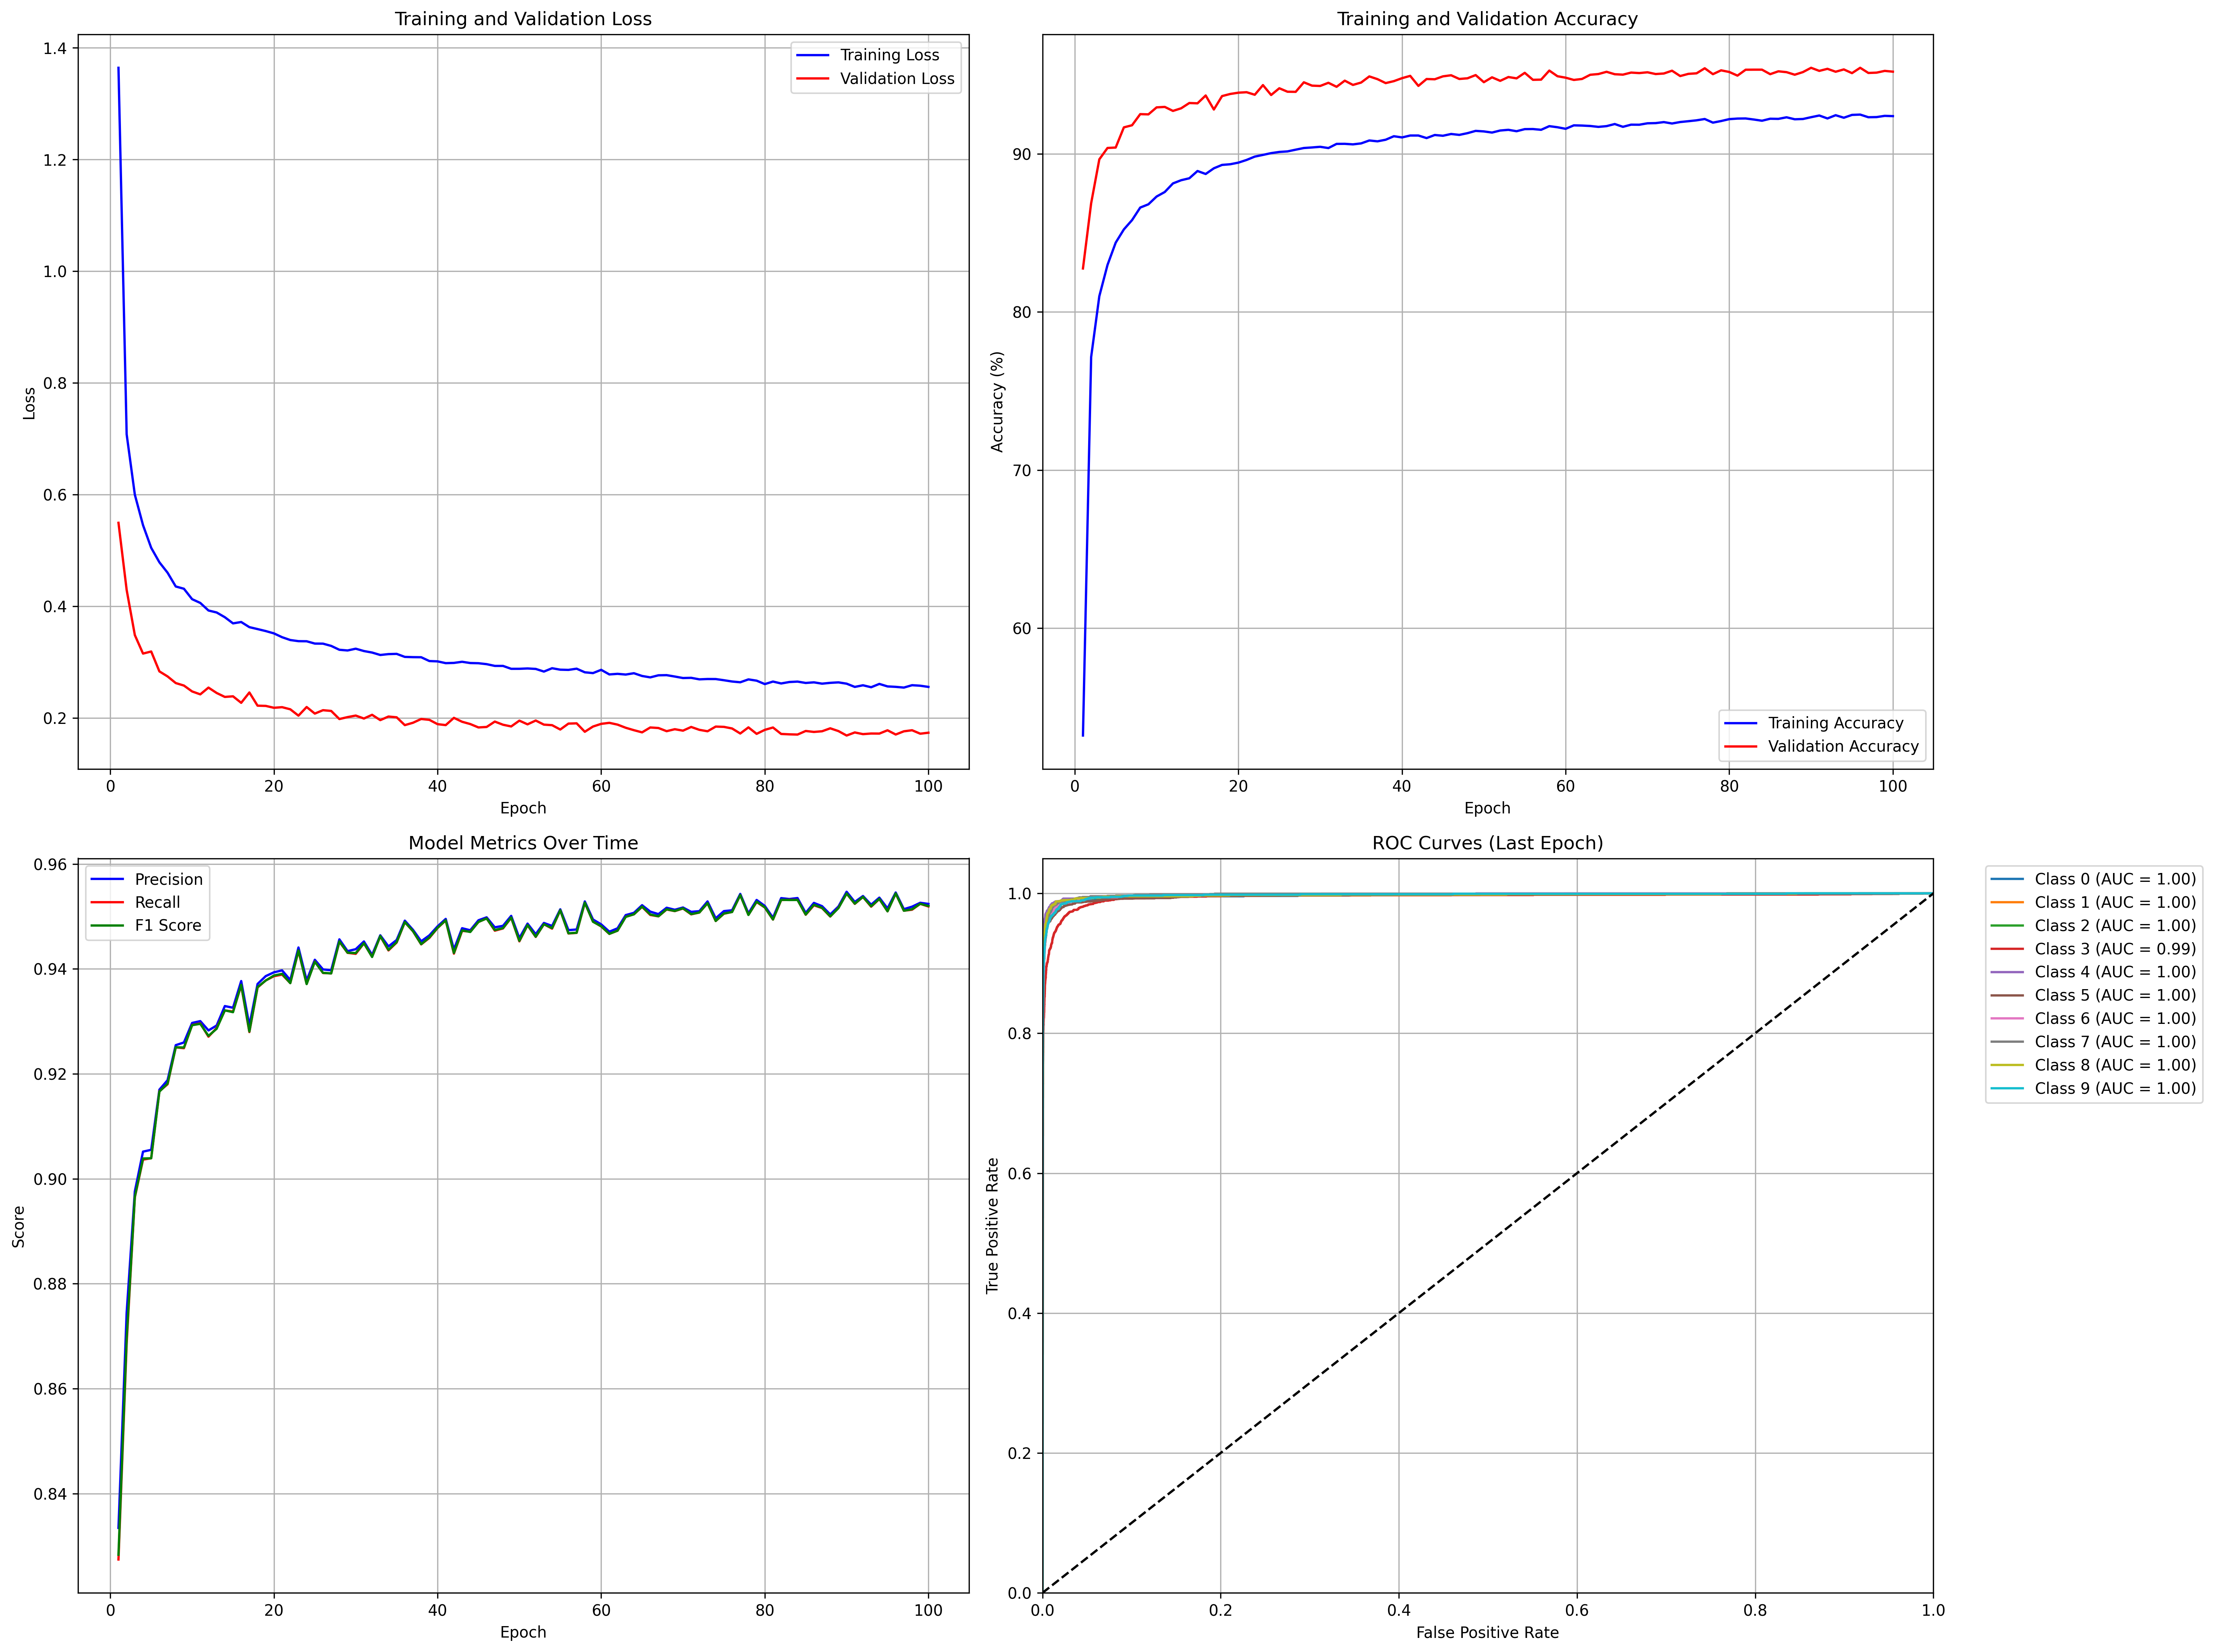 Training and Validation Loss
1.4
1.2
1.0
0.8
0.6
0.4
0.2
Loss
0 20 40 60 80 100
Epoch
Training Loss
Validation Loss
Training and Validation Accuracy
90
80
70
60
Accuracy (%)
0 20 40 60 80 100
Epoch
Training Accuracy
Validation Accuracy
Model Metrics Over Time
0.96
0.94
0.92
0.90
0.88
0.86
0.84
Score
0 20 40 60 80 100
Epoch
Precision
Recall
F1 Score
ROC Curves (Last Epoch)
1.0
0.8
0.6
0.4
0.2
0.0
True Positive Rate
0.0 0.2 0.4 0.6 0.8 1.0
False Positive Rate
Class 0 (AUC = 1.00)
Class 1 (AUC = 1.00)
Class 2 (AUC = 1.00)
Class 3 (AUC = 0.99)
Class 4 (AUC = 1.00)
Class 5 (AUC = 1.00)
Class 6 (AUC = 1.00)
Class 7 (AUC = 1.00)
Class 8 (AUC = 1.00)
Class 9 (AUC = 1.00)